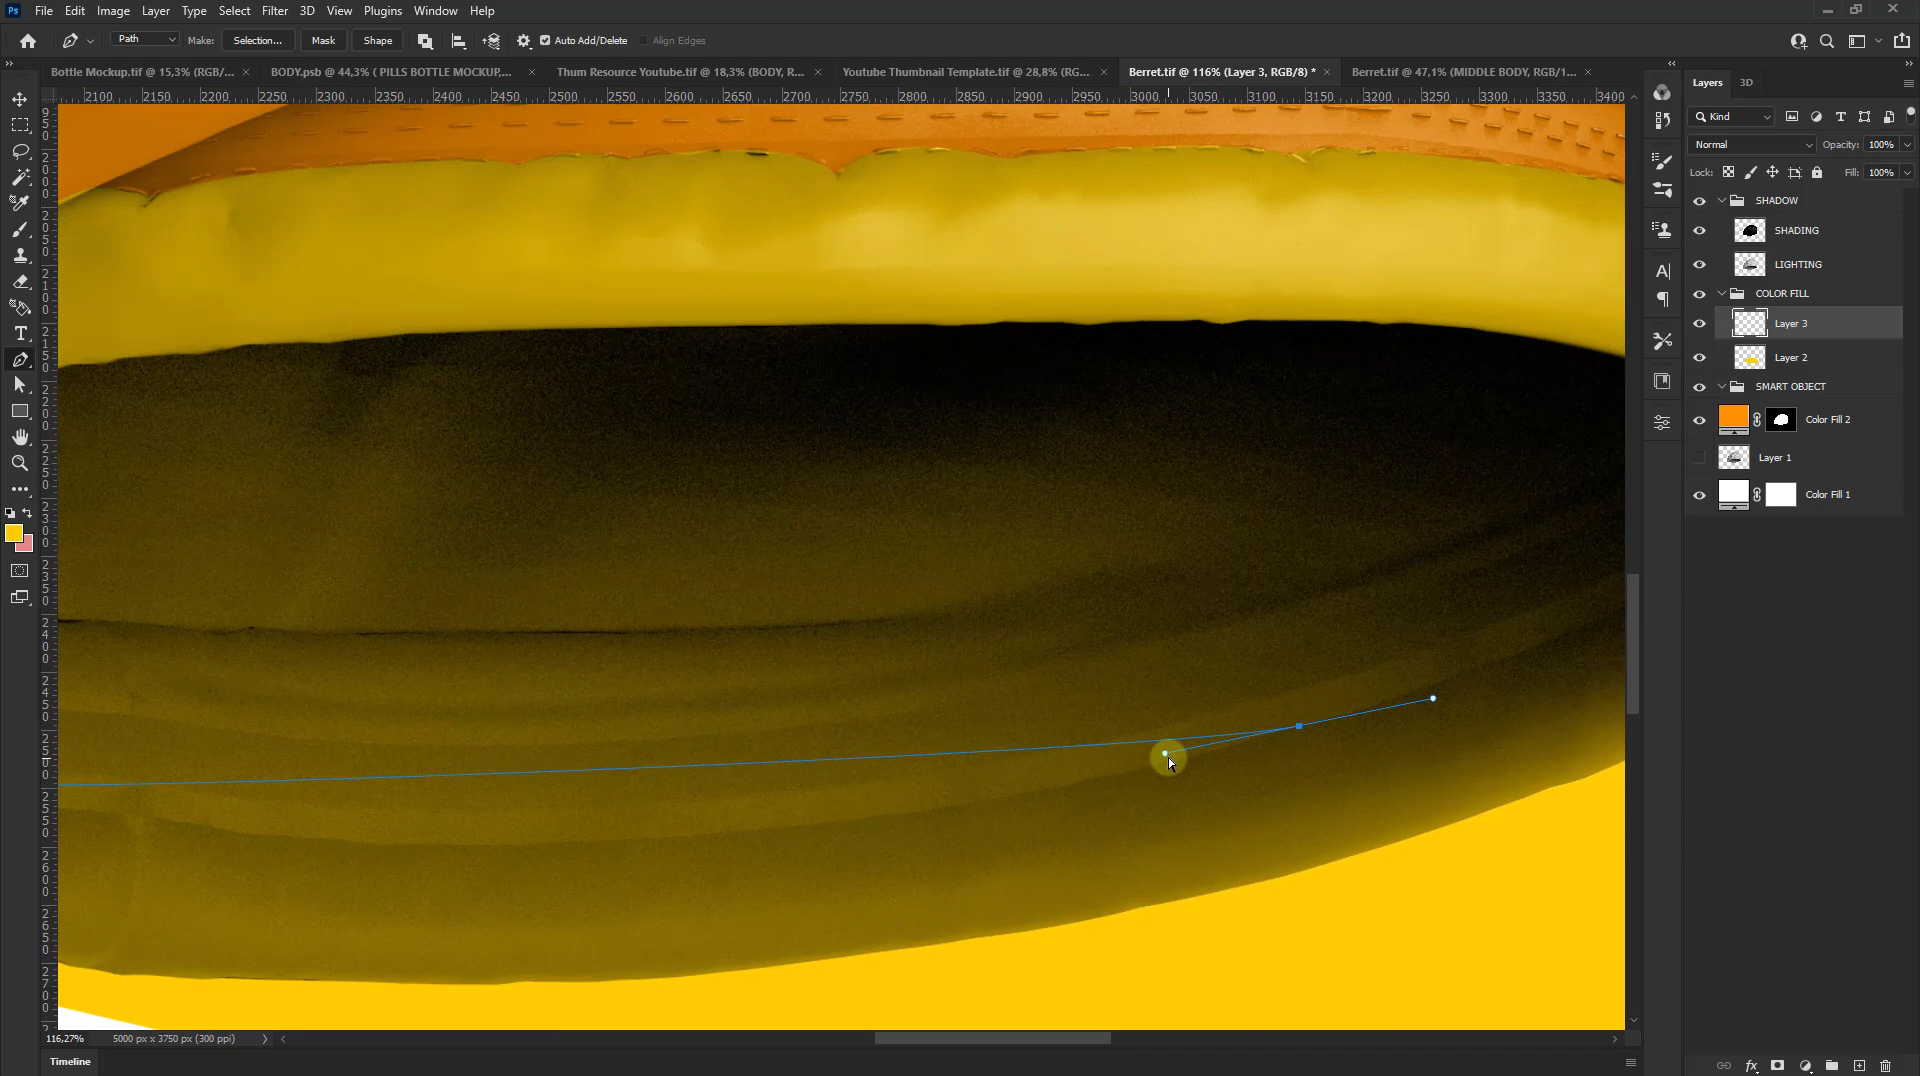 Ps File Edit Image Layer Type Select Filter 3D View Plugins Window Help
Path Make: Selection... Mask Shape Auto Add/Delete Align Edges
Bottle Mockup.tif @ 15,3% (RGB/... × BODY.psb @ 44,3% ( PILLS BOTTLE MOCKUP,... × Thum Resource Youtube.tif @ 18,3% (BODY, R... × Youtube Thumbnail Template.tif @ 28,8% (RG... × Berret.tif @ 116% (Layer 3, RGB/8) * × Berret.tif @ 47,1% (MIDDLE BODY, RGB/1... ×
2100 2150 2200 2250 2300 2350 2400 2450 2500 2550 2600 2650 2700 2750 2800 2850 2900 2950 3000 3050 3100 3150 3200 3250 3300 3350 3400
Layers 3D
Kind
Normal Opacity: 100%
Lock: Fill: 100%
SHADOW
SHADING
LIGHTING
COLOR FILL
Layer 3
Layer 2
SMART OBJECT
Color Fill 2
Layer 1
Color Fill 1
116,27% 5000 px x 3750 px (300 ppi)
Timeline